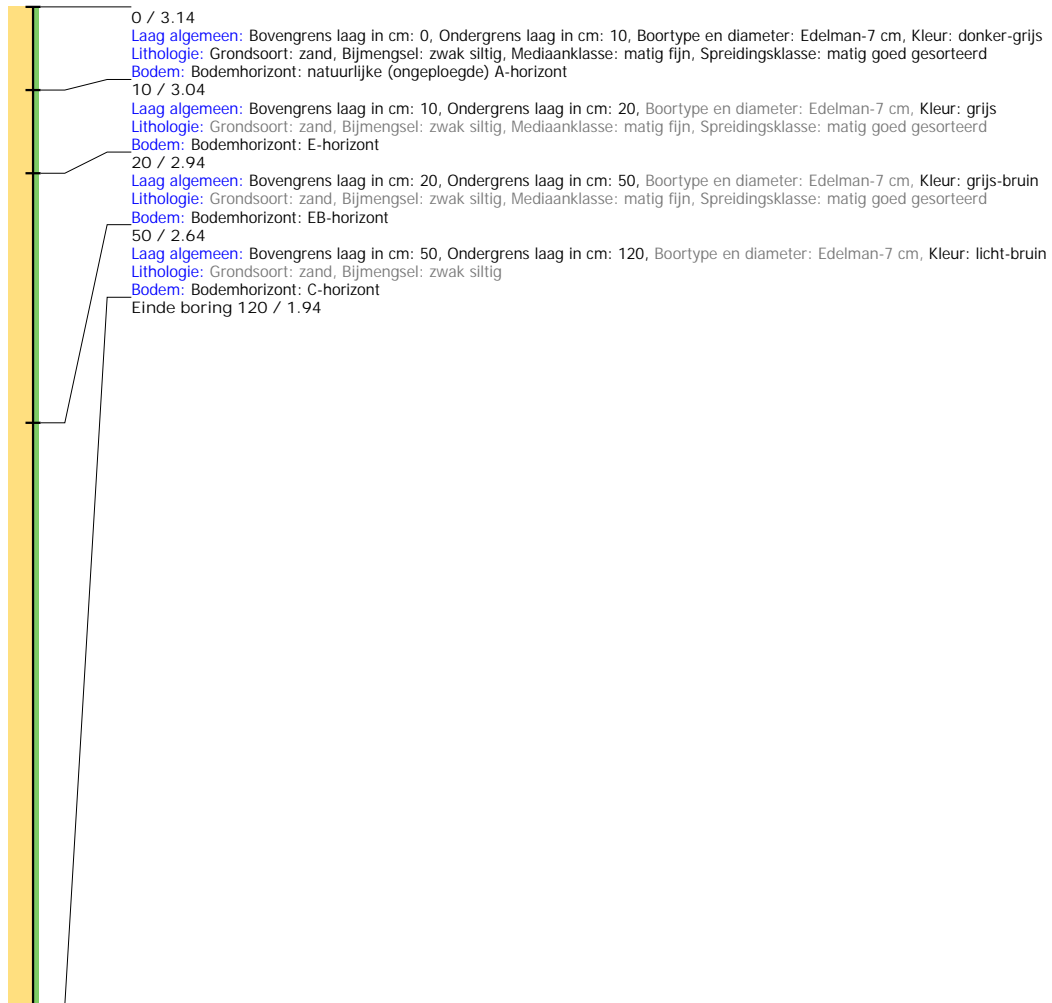 0 / 3.14
Laag algemeen: Bovengrens laag in cm: 0, Ondergrens laag in cm: 10, Boortype en diameter: Edelman-7 cm, Kleur: donker-grijs
Lithologie: Grondsoort: zand, Bijmengsel: zwak siltig, Mediaanklasse: matig fijn, Spreidingsklasse: matig goed gesorteerd
Bodem: Bodemhorizont: natuurlijke (ongeploegde) A-horizont
10 / 3.04
Laag algemeen: Bovengrens laag in cm: 10, Ondergrens laag in cm: 20, Boortype en diameter: Edelman-7 cm, Kleur: grijs
Lithologie: Grondsoort: zand, Bijmengsel: zwak siltig, Mediaanklasse: matig fijn, Spreidingsklasse: matig goed gesorteerd
Bodem: Bodemhorizont: E-horizont
20 / 2.94
Laag algemeen: Bovengrens laag in cm: 20, Ondergrens laag in cm: 50, Boortype en diameter: Edelman-7 cm, Kleur: grijs-bruin
Lithologie: Grondsoort: zand, Bijmengsel: zwak siltig, Mediaanklasse: matig fijn, Spreidingsklasse: matig goed gesorteerd
Bodem: Bodemhorizont: EB-horizont
50 / 2.64
Laag algemeen: Bovengrens laag in cm: 50, Ondergrens laag in cm: 120, Boortype en diameter: Edelman-7 cm, Kleur: licht-bruin
Lithologie: Grondsoort: zand, Bijmengsel: zwak siltig
Bodem: Bodemhorizont: C-horizont
Einde boring 120 / 1.94